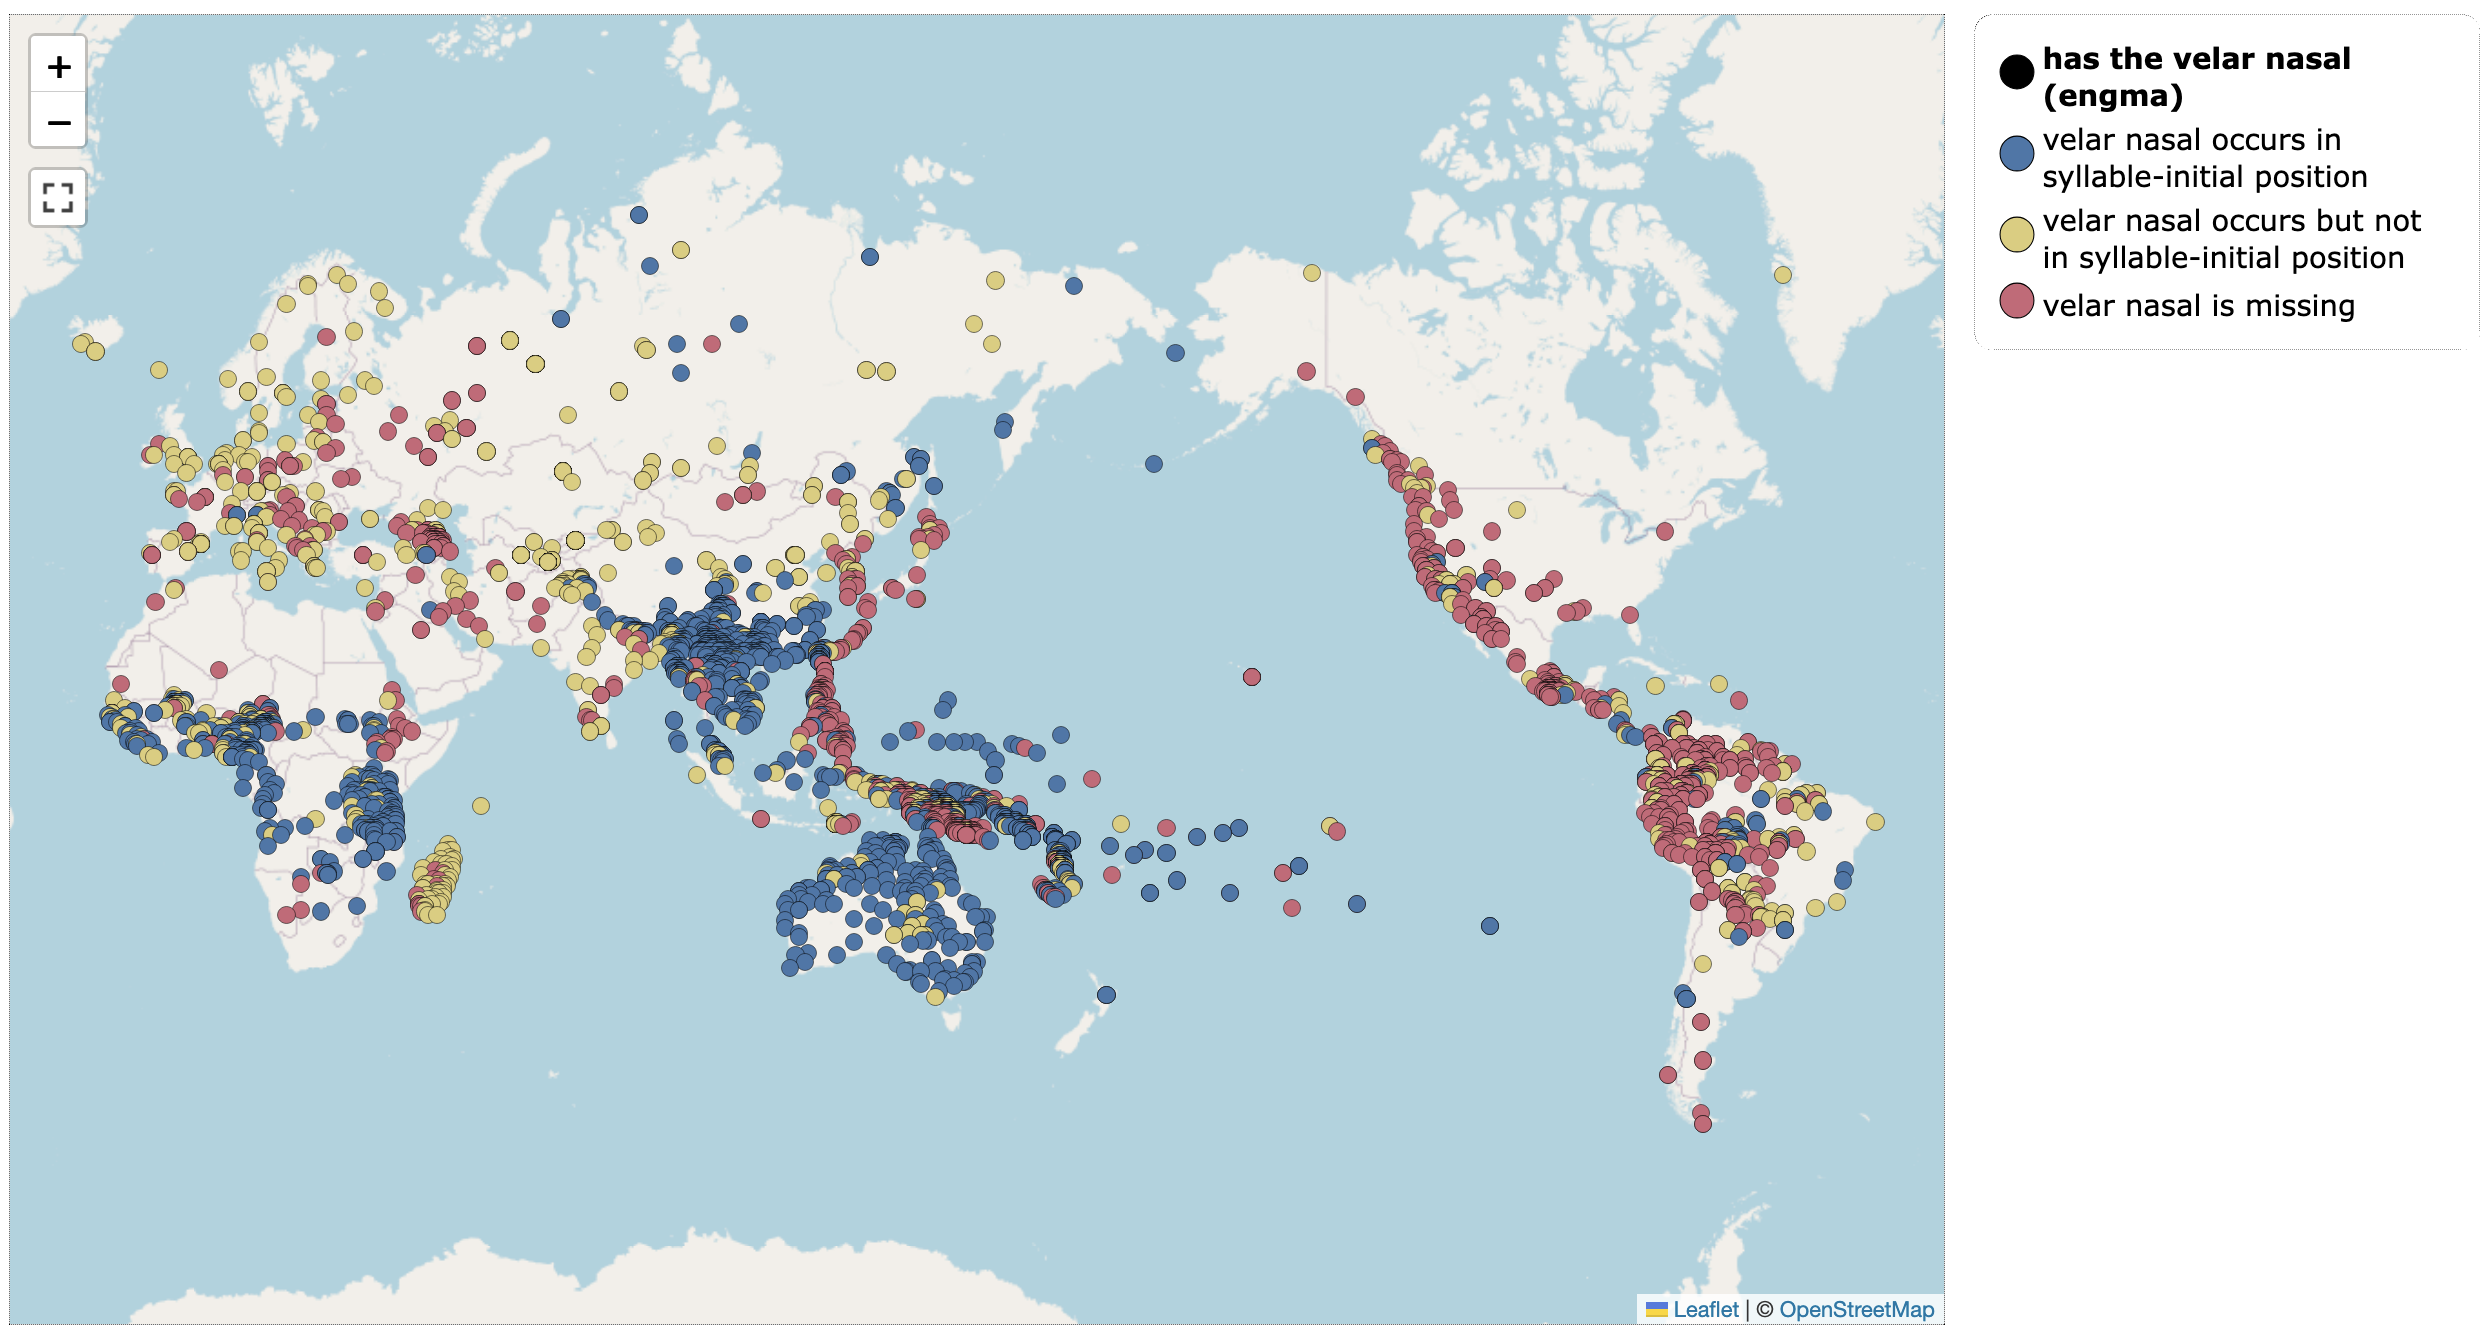 +
−
has the velar nasal
(engma)
velar nasal occurs in
syllable-initial position
velar nasal occurs but not
in syllable-initial position
velar nasal is missing
Leaflet | © OpenStreetMap